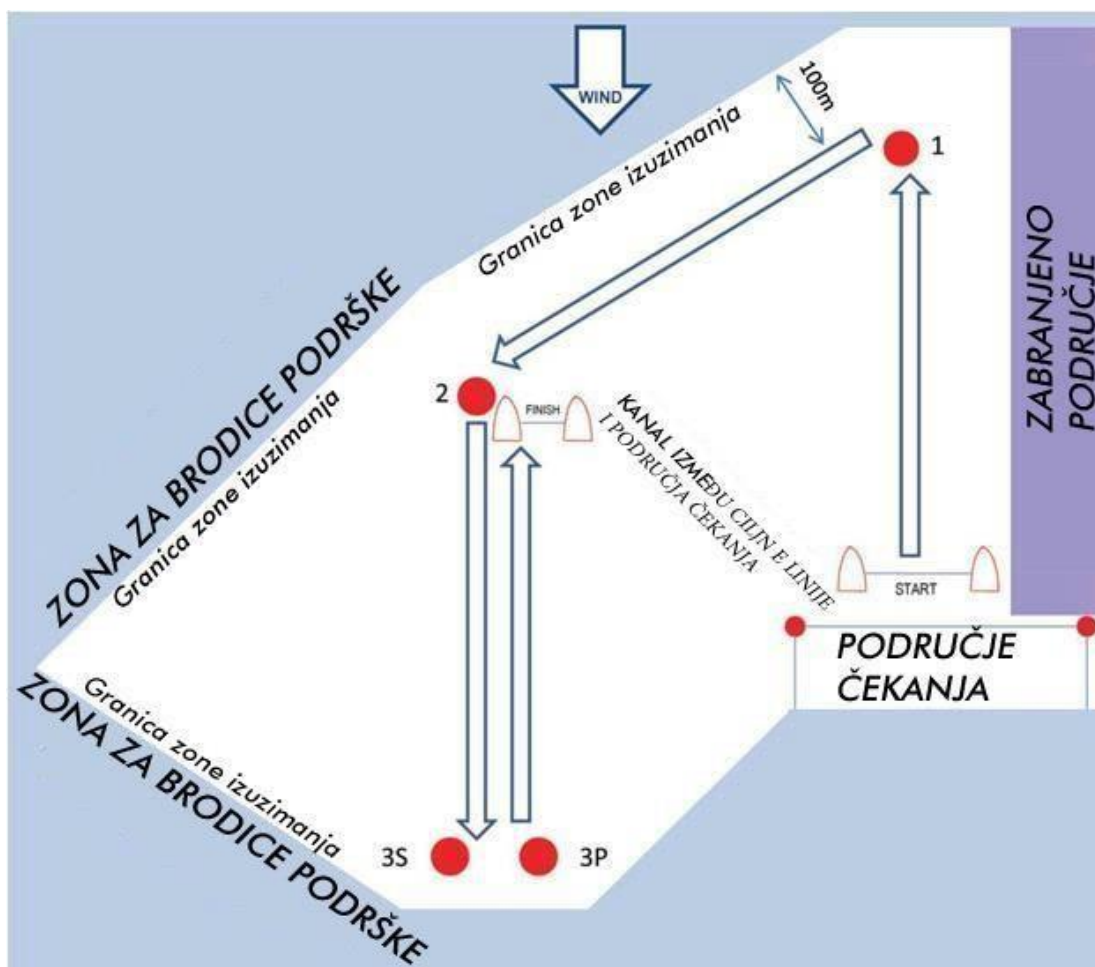 WIND
100m
1
Granica zone izuzimanja
ZABRANJENO
PODRUČJE
ZONA ZA BRODICE PODRŠKE
Granica zone izuzimanja
2
FINISH
KANAL IZMEĐU CILJN E LINIJE
I PODRUČJA ČEKANJA
START
PODRUČJE
ČEKANJA
Granica zone izuzimanja
ZONA ZA BRODICE PODRŠKE
3S
3P